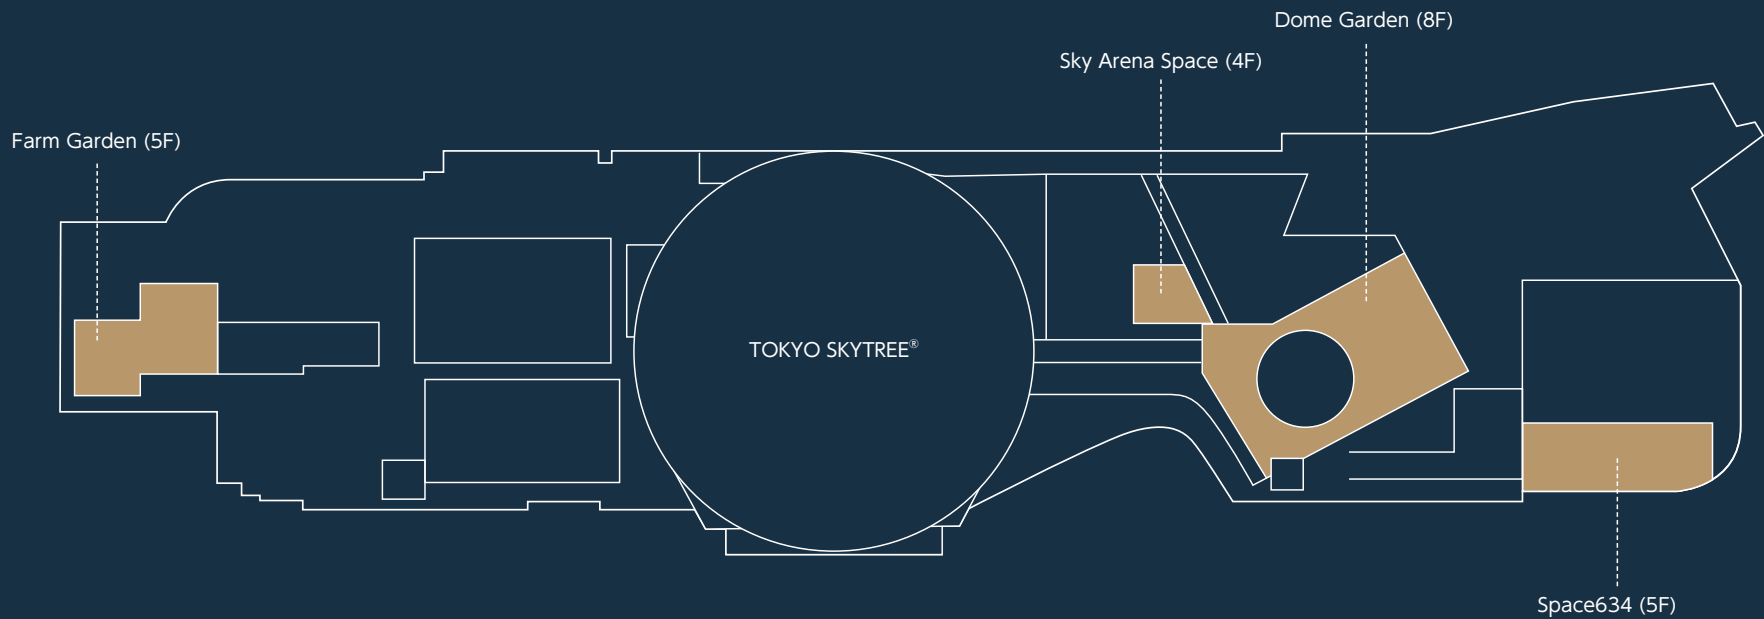 Dome Garden (8F)
Sky Arena Space (4F)
Farm Garden (5F)
TOKYO SKYTREE®
Space634 (5F)